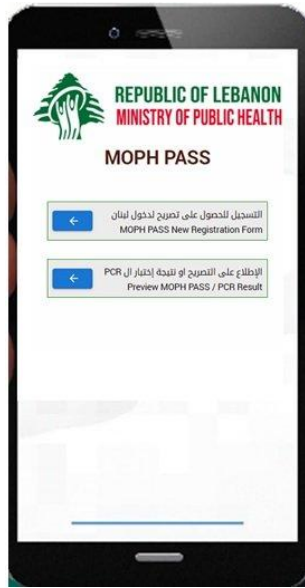 REPUBLIC OF LEBANON
MINISTRY OF PUBLIC HEALTH
MOPH PASS
التسجيل للحصول على تصريح لدخول لبنان
MOPH PASS New Registration Form
الإطلاع على التصريح او نتيجة إختبار ال PCR
Preview MOPH PASS / PCR Result